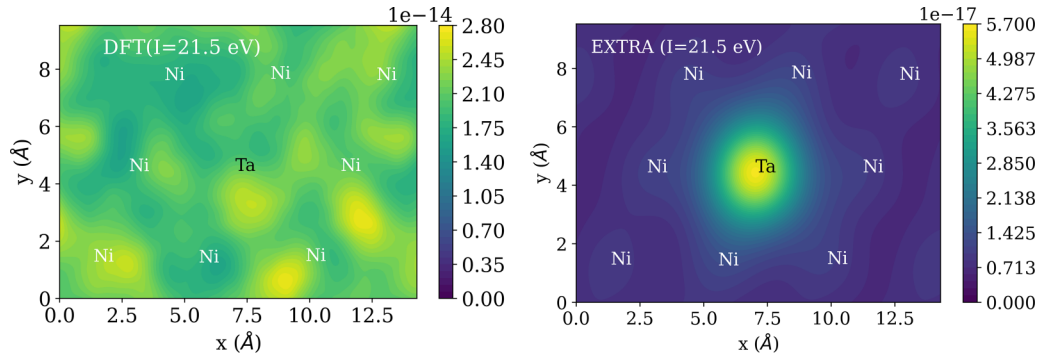 1e−14
DFT(I=21.5 eV)
Ni
Ni
Ni
Ni
Ta
Ni
Ni
Ni
Ni
y (Å)
8
6
4
2
0
0.0 2.5 5.0 7.5 10.0 12.5
x (Å)
2.80
2.45
2.10
1.75
1.40
1.05
0.70
0.35
0.00
1e−17
EXTRA (I=21.5 eV)
Ni
Ni
Ni
Ni
Ta
Ni
Ni
Ni
Ni
y (Å)
8
6
4
2
0
0.0 2.5 5.0 7.5 10.0 12.5
x (Å)
5.700
4.987
4.275
3.563
2.850
2.138
1.425
0.713
0.000